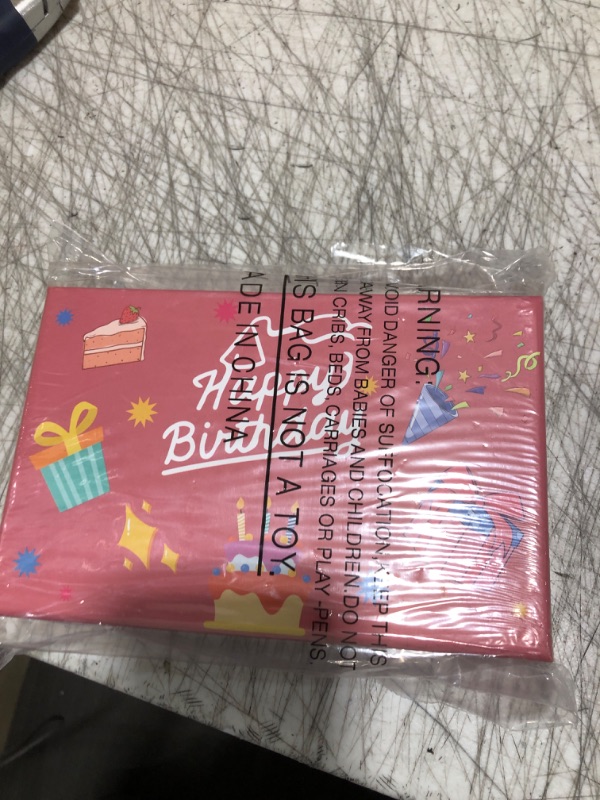 Happy
Birthday
RNING:
VOID DANGER OF SUFFOCATION, KEEP THIS
AWAY FROM BABIES AND CHILDREN.DO NOT
IN CRIBS, BEDS, CARRIAGES OR PLAY-PENS.
IS BAG IS NOT A TOY.
ADE IN CHINA